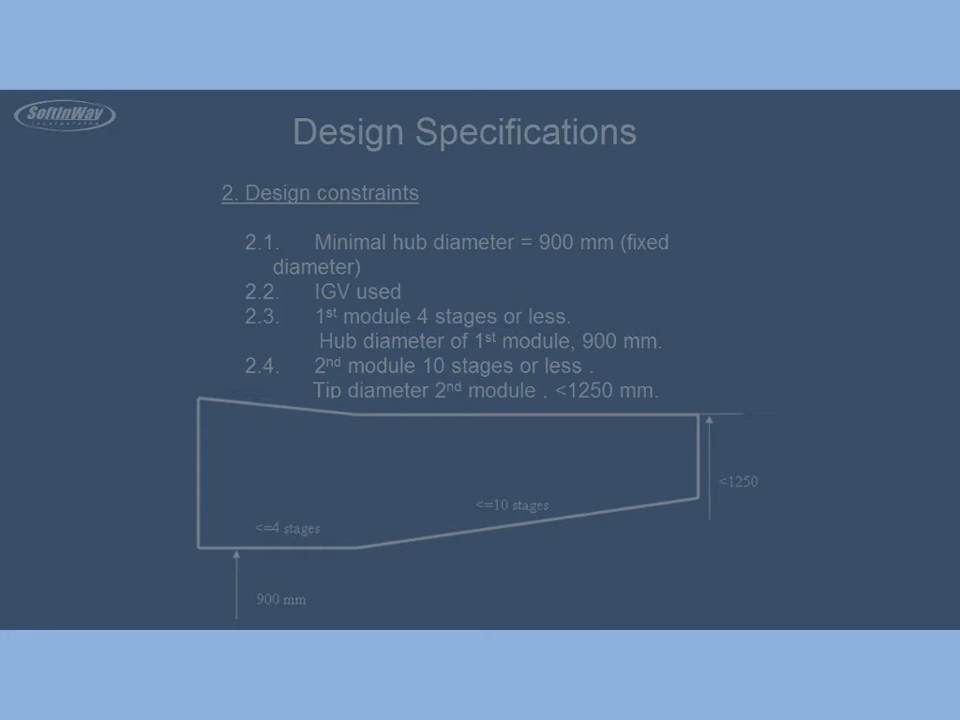 SoftInWay
Incorporated
Design Specifications
2. Design constraints
2.1. Minimal hub diameter = 900 mm (fixed
diameter)
2.2. IGV used
2.3. 1st module 4 stages or less.
Hub diameter of 1st module, 900 mm.
2.4. 2nd module 10 stages or less .
Tip diameter 2nd module . <1250 mm.
<1250
<=10 stages
<=4 stages
900 mm